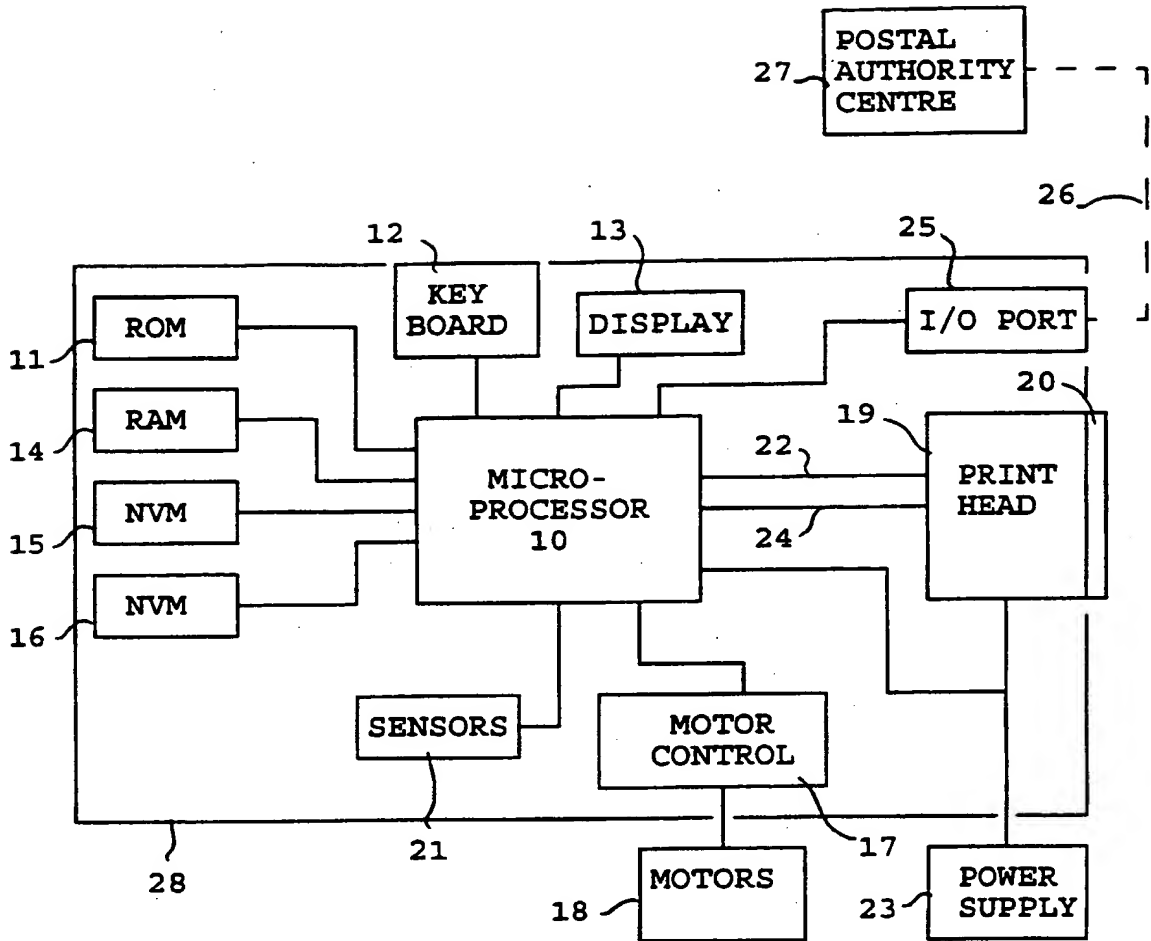 POSTAL
AUTHORITY
CENTRE
27
26
12
13
25
KEY
BOARD
DISPLAY
I/O PORT
ROM
11
20
RAM
14
19
22
PRINT
HEAD
MICRO-
PROCESSOR
10
NVM
15
24
NVM
16
SENSORS
21
MOTOR
CONTROL
17
28
MOTORS
18
POWER
SUPPLY
23